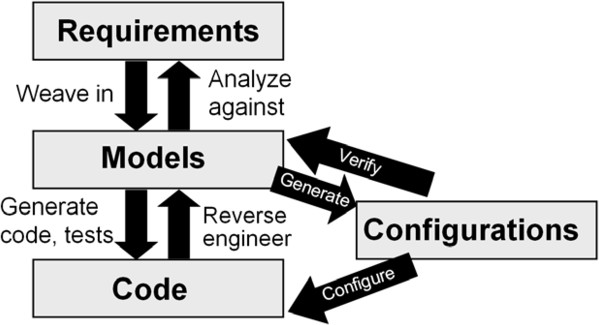 Requirements
Weave in
Analyze
against
Models
Verify
Generate
Generate
code, tests
Reverse
engineer
Configurations
Code
Configure